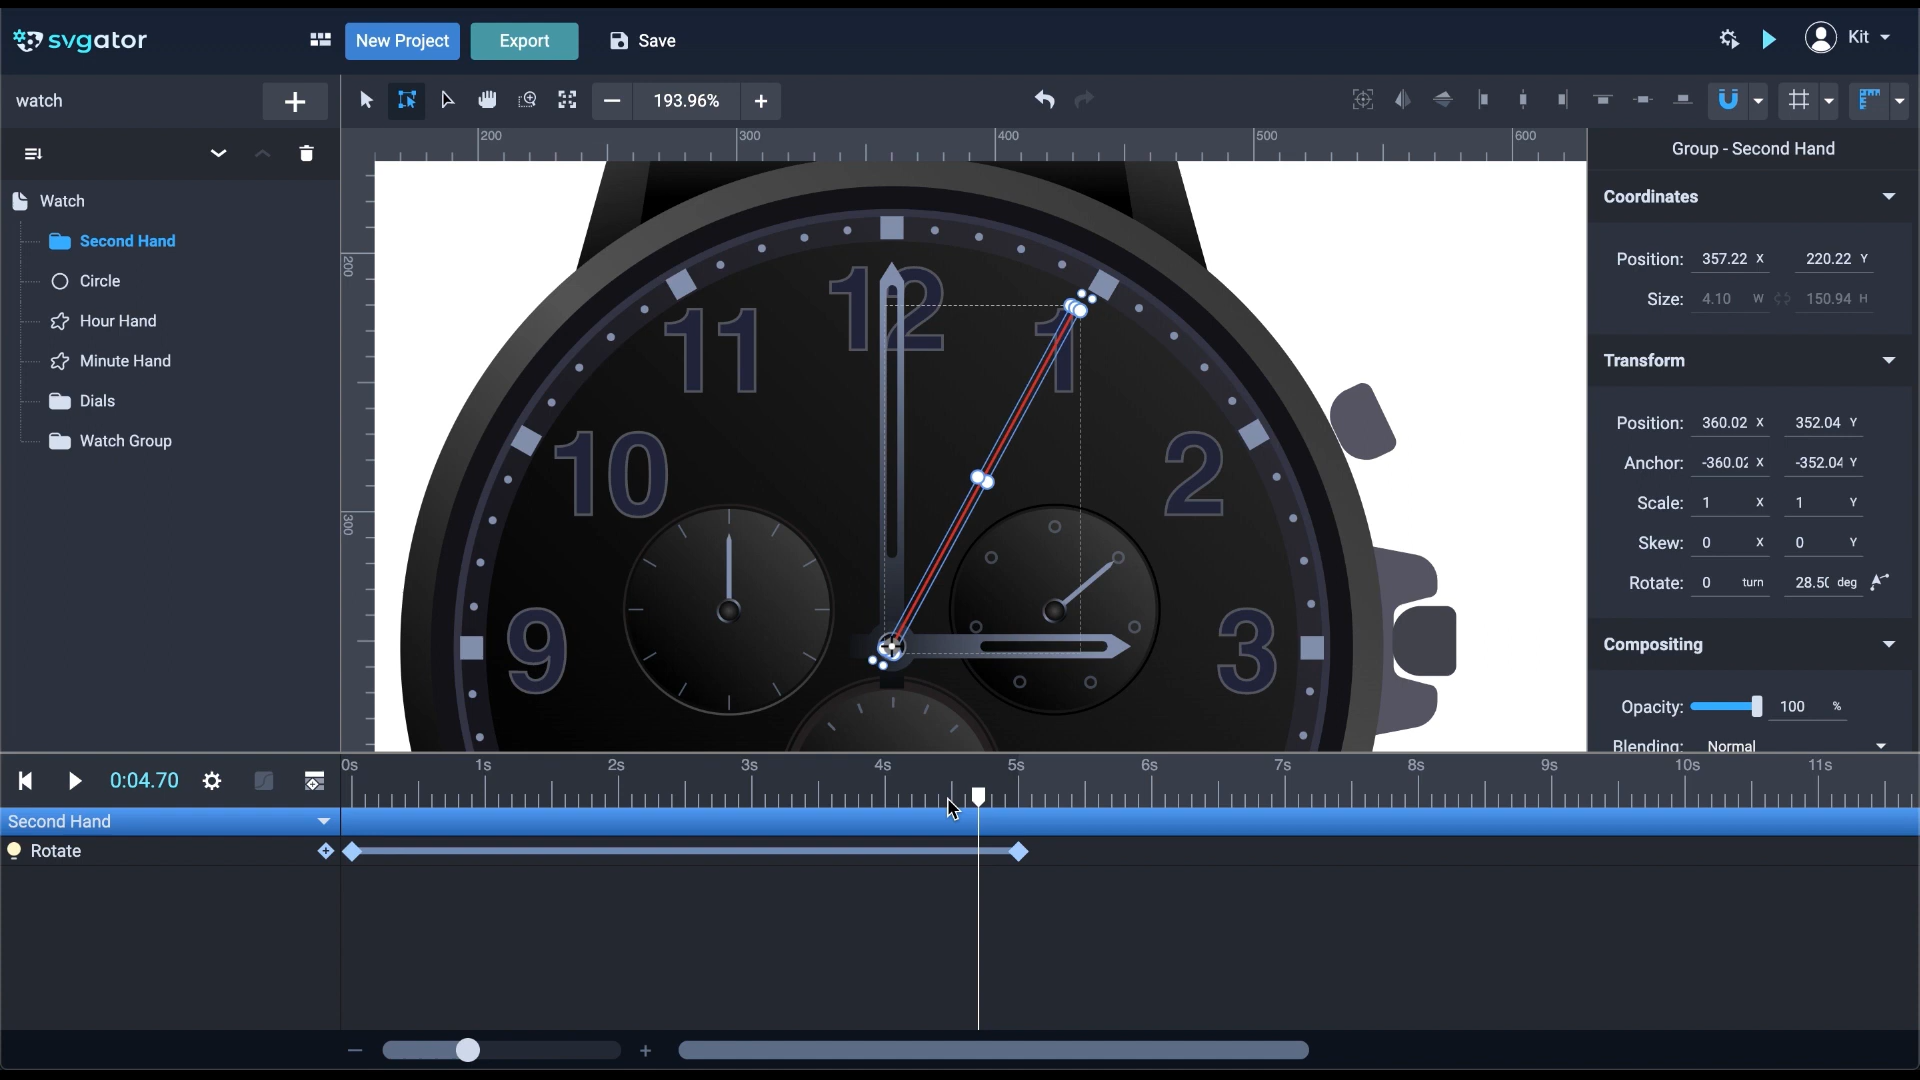 svgator
New Project
Export
Save
Kit
watch
193.96%
200
300
400
500
600
Group - Second Hand
Watch
Second Hand
Circle
Hour Hand
Minute Hand
Dials
Watch Group
200
300
12
11
1
10
2
9
3
Coordinates
Position: 357.22 X 220.22 Y
Size: 4.10 W 150.94 H
Transform
Position: 360.02 X 352.04 Y
Anchor: -360.02 X -352.04 Y
Scale: 1 X 1 Y
Skew: 0 X 0 Y
Rotate: 0 turn 28.50 deg
Compositing
Opacity: 100 %
Blending: Normal
0:04.70
0s 1s 2s 3s 4s 5s 6s 7s 8s 9s 10s 11s
Second Hand
Rotate